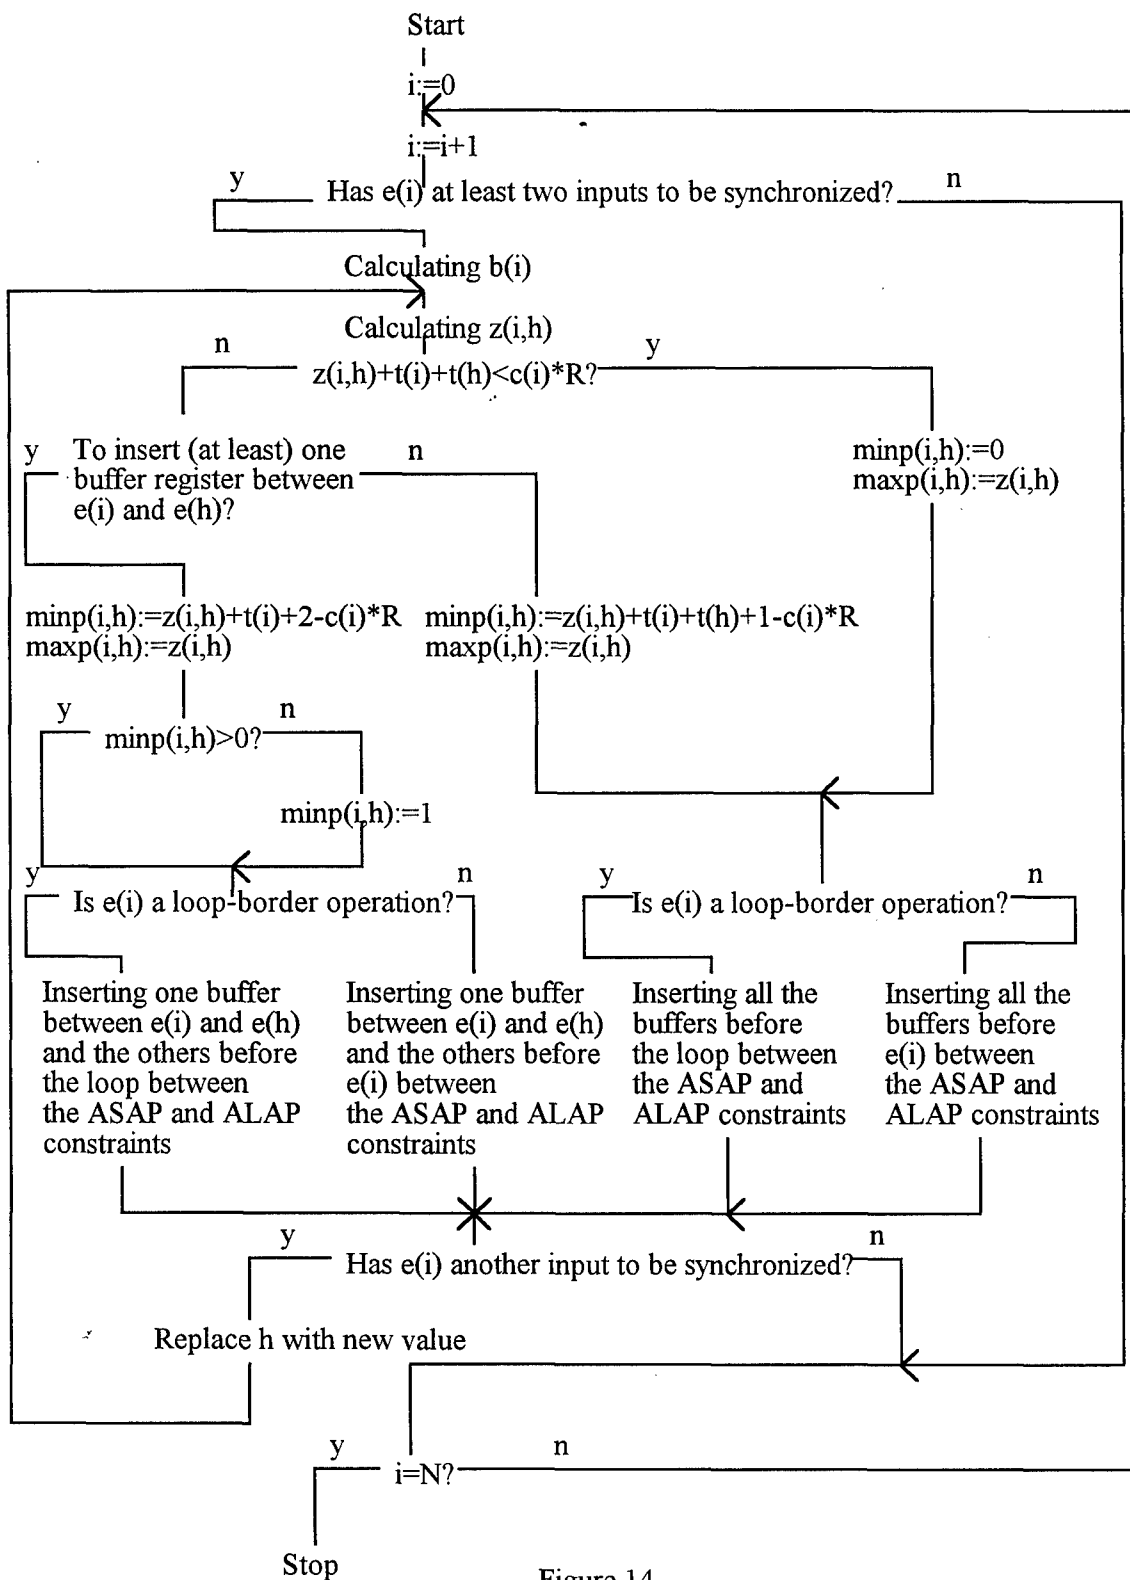 Start
i:=0
i:=i+1
y
Has e(i) at least two inputs to be synchronized?
n
Calculating b(i)
Calculating z(i,h)
n
z(i,h)+t(i)+t(h)<c(i)*R?
y
y
To insert (at least) one
buffer register between
e(i) and e(h)?
n
minp(i,h):=0
maxp(i,h):=z(i,h)
minp(i,h):=z(i,h)+t(i)+2-c(i)*R
maxp(i,h):=z(i,h)
minp(i,h):=z(i,h)+t(i)+t(h)+1-c(i)*R
maxp(i,h):=z(i,h)
y
minp(i,h)>0?
n
minp(i,h):=1
y
Is e(i) a loop-border operation?
n
y
Is e(i) a loop-border operation?
n
Inserting one buffer
between e(i) and e(h)
and the others before
the loop between
the ASAP and ALAP
constraints
Inserting one buffer
between e(i) and e(h)
and the others before
e(i) between
the ASAP and ALAP
constraints
Inserting all the
buffers before
the loop between
the ASAP and
ALAP constraints
Inserting all the
buffers before
e(i) between
the ASAP and
ALAP constraints
y
Has e(i) another input to be synchronized?
n
Replace h with new value
y
i=N?
n
Stop
Figure 14